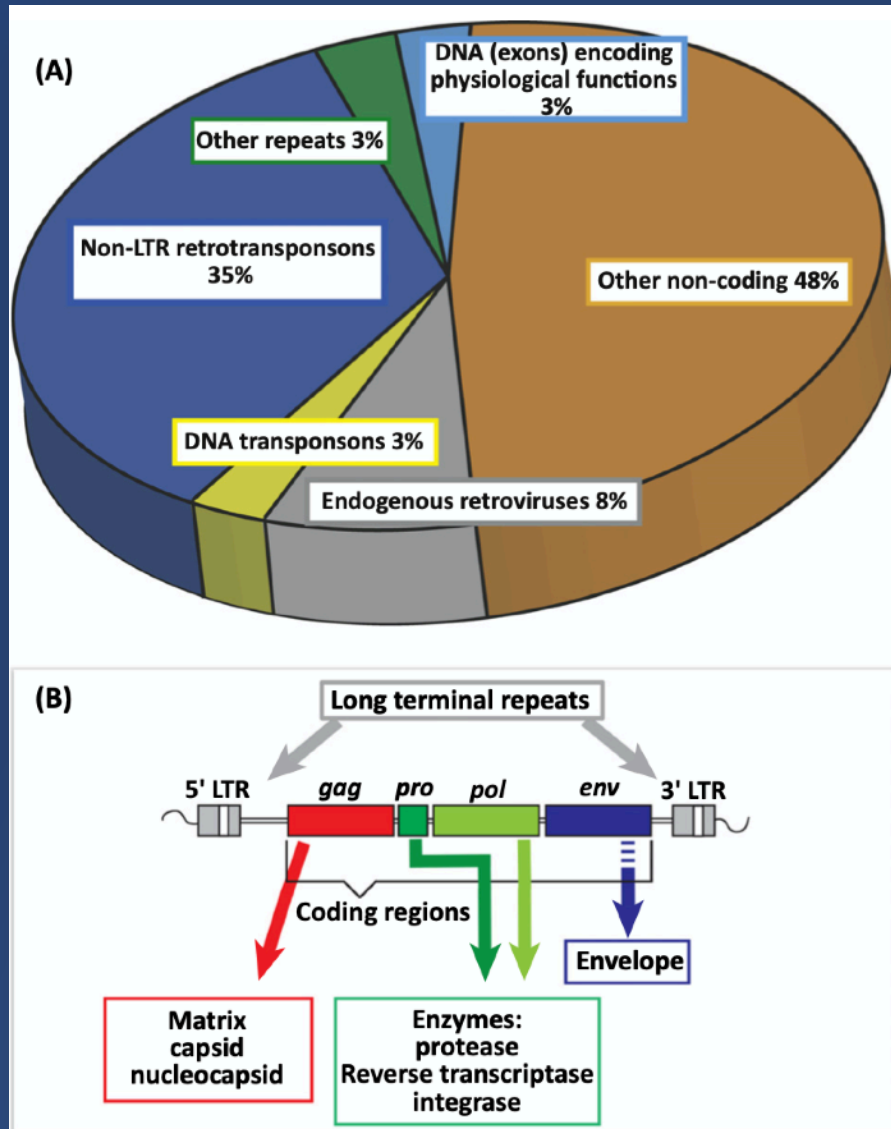 (A)
DNA (exons) encoding
physiological functions
3%
Other repeats 3%
Non-LTR retrotransponsons
35%
Other non-coding 48%
DNA transponsons 3%
Endogenous retroviruses 8%
(B)
Long terminal repeats
5' LTR
gag
pro
pol
env
3' LTR
Coding regions
Envelope
Matrix
capsid
nucleocapsid
Enzymes:
protease
Reverse transcriptase
integrase